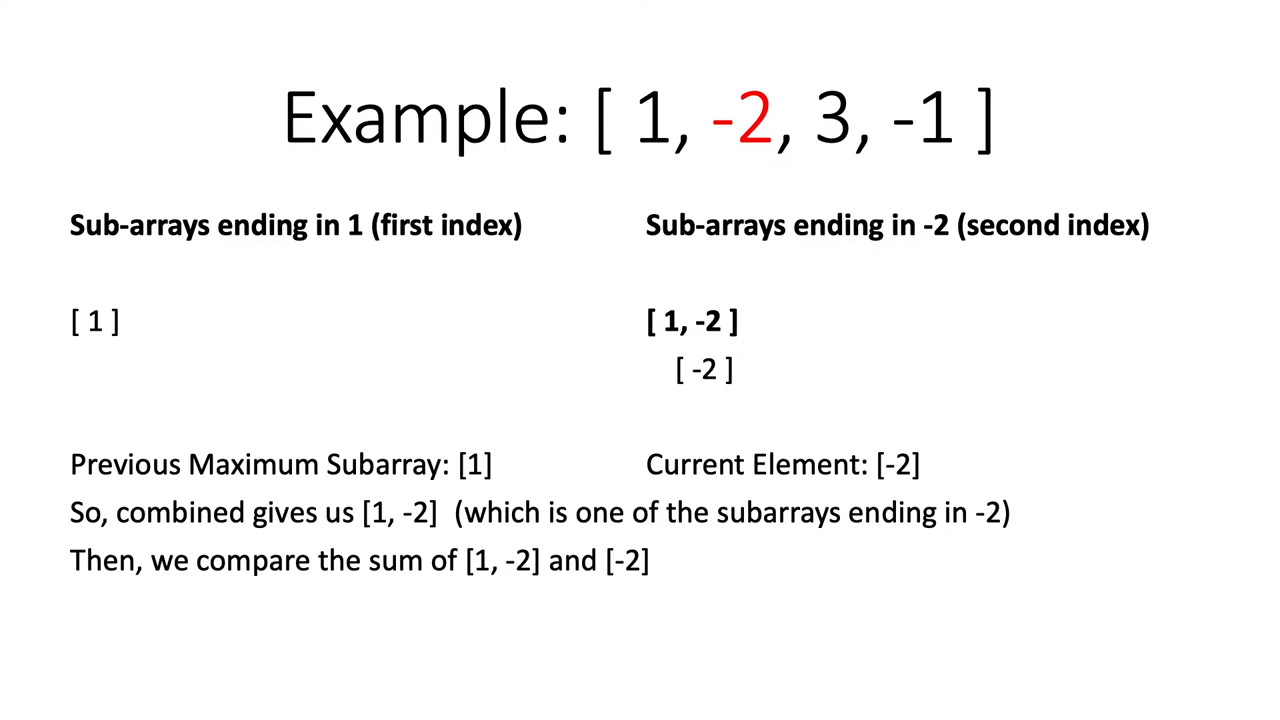 Example: [ 1, -2, 3, -1 ]
Sub-arrays ending in 1 (first index)
[ 1 ]
Sub-arrays ending in -2 (second index)
[ 1, -2 ]
[ -2 ]
Previous Maximum Subarray: [1]
Current Element: [-2]
So, combined gives us [1, -2]  (which is one of the subarrays ending in -2)
Then, we compare the sum of [1, -2] and [-2]